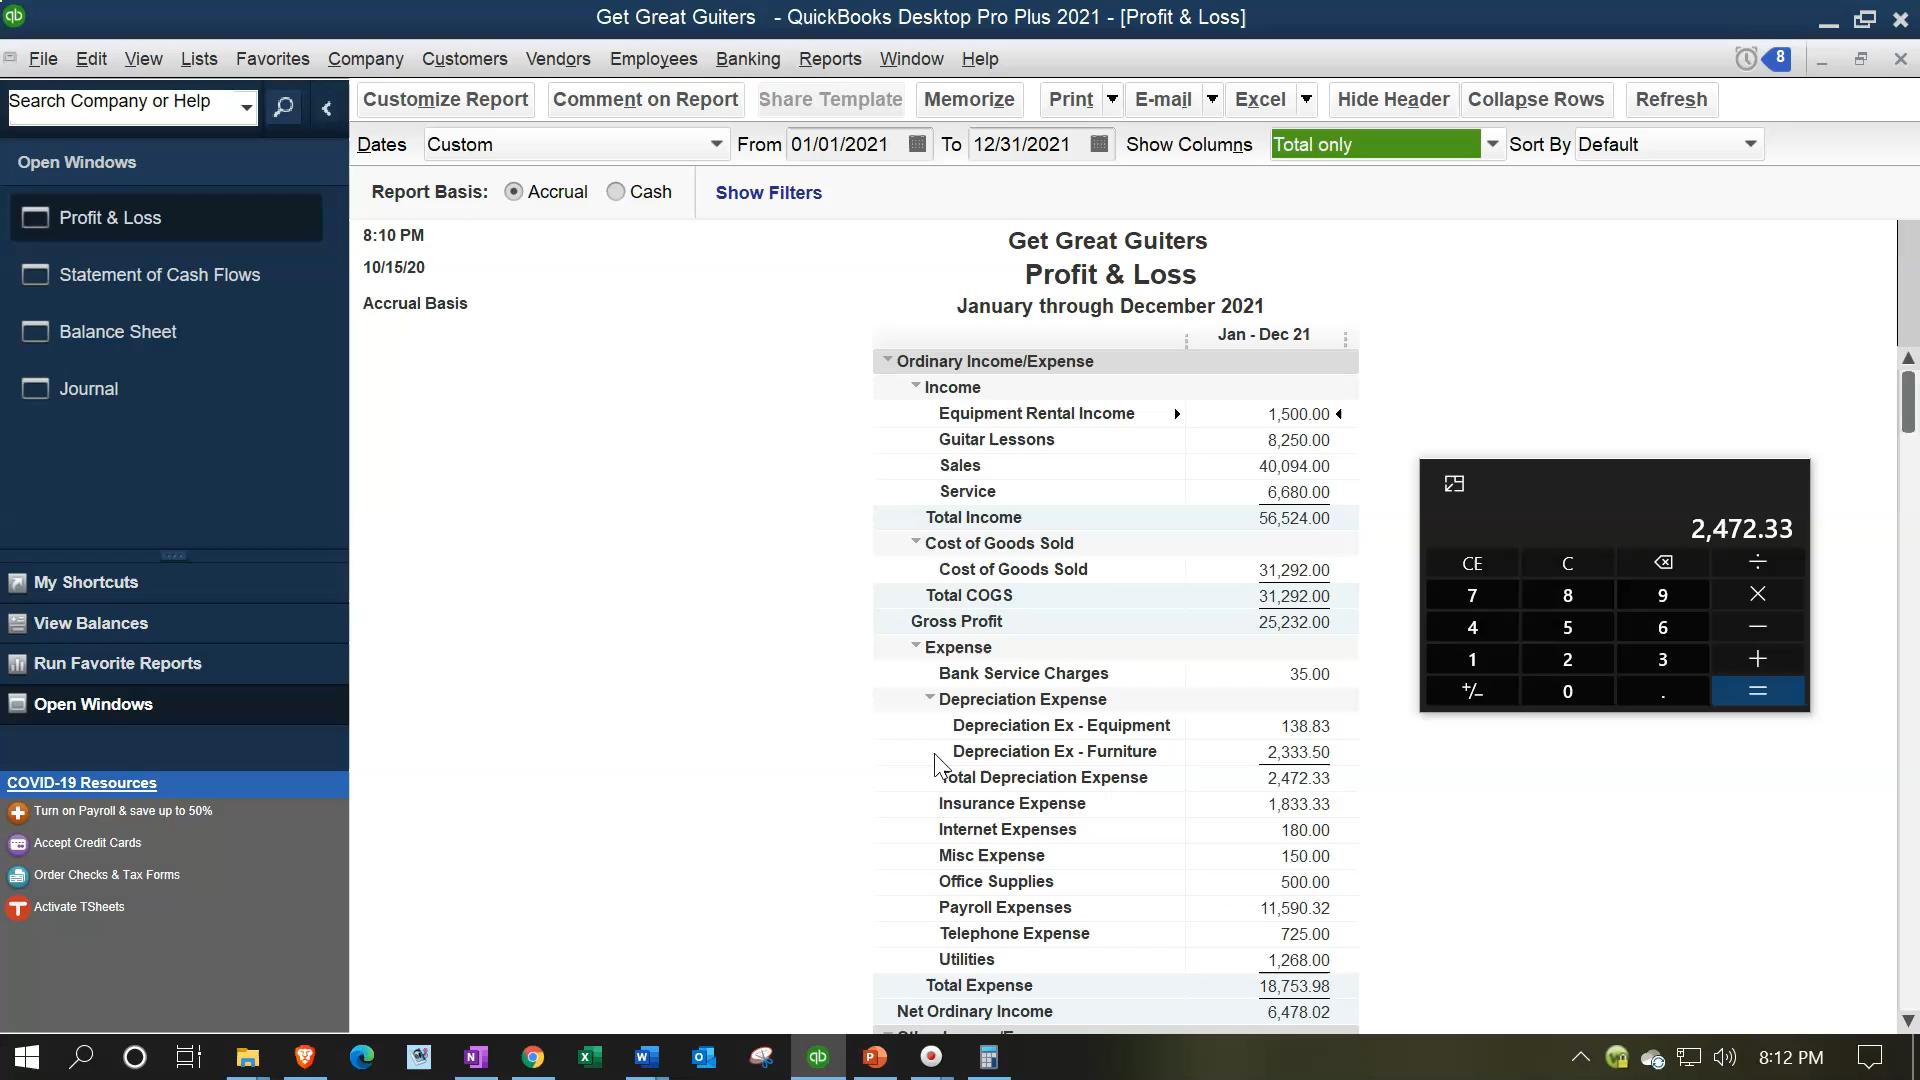 qb Get Great Guiters - QuickBooks Desktop Pro Plus 2021 - [Profit & Loss]
File Edit View Lists Favorites Company Customers Vendors Employees Banking Reports Window Help 8
Search Company or Help
Customize Report Comment on Report Share Template Memorize Print E-mail Excel Hide Header Collapse Rows Refresh
Dates Custom From 01/01/2021 To 12/31/2021 Show Columns Total only Sort By Default
Report Basis: Accrual Cash Show Filters
Open Windows
Profit & Loss
Statement of Cash Flows
Balance Sheet
Journal
My Shortcuts
View Balances
Run Favorite Reports
Open Windows
COVID-19 Resources
Turn on Payroll & save up to 50%
Accept Credit Cards
Order Checks & Tax Forms
Activate TSheets
8:10 PM
10/15/20
Accrual Basis
Get Great Guiters
Profit & Loss
January through December 2021
Jan - Dec 21
Ordinary Income/Expense
Income
Equipment Rental Income 1,500.00
Guitar Lessons 8,250.00
Sales 40,094.00
Service 6,680.00
Total Income 56,524.00
Cost of Goods Sold
Cost of Goods Sold 31,292.00
Total COGS 31,292.00
Gross Profit 25,232.00
Expense
Bank Service Charges 35.00
Depreciation Expense
Depreciation Ex - Equipment 138.83
Depreciation Ex - Furniture 2,333.50
Total Depreciation Expense 2,472.33
Insurance Expense 1,833.33
Internet Expenses 180.00
Misc Expense 150.00
Office Supplies 500.00
Payroll Expenses 11,590.32
Telephone Expense 725.00
Utilities 1,268.00
Total Expense 18,753.98
Net Ordinary Income 6,478.02
2,472.33
CE C ⌫ ÷
7 8 9 ×
4 5 6 −
1 2 3 +
+/− 0 . =
8:12 PM